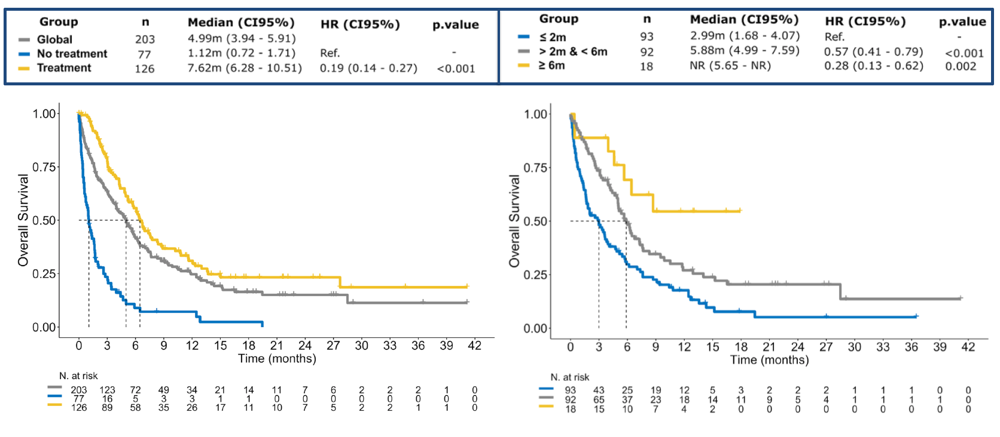 Group n Median (CI95%) HR (CI95%) p.value
Global 203 4.99m (3.94 - 5.91)
No treatment 77 1.12m (0.72 - 1.71) Ref. -
Treatment 126 7.62m (6.28 - 10.51) 0.19 (0.14 - 0.27) <0.001
Group n Median (CI95%) HR (CI95%) p.value
≤ 2m 93 2.99m (1.68 - 4.07) Ref. -
> 2m & < 6m 92 5.88m (4.99 - 7.59) 0.57 (0.41 - 0.79) <0.001
≥ 6m 18 NR (5.65 - NR) 0.28 (0.13 - 0.62) 0.002
Overall Survival
1.00
0.75
0.50
0.25
0.00
0 3 6 9 12 15 18 21 24 27 30 33 36 39 42
Time (months)
N. at risk
203 123 72 49 34 21 14 11 7 6 2 2 2 1 0
77 16 5 3 3 1 1 0 0 0 0 0 0 0 0
126 89 58 35 26 17 11 10 7 5 2 2 1 1 0
Overall Survival
1.00
0.75
0.50
0.25
0.00
0 3 6 9 12 15 18 21 24 27 30 33 36 39 42
Time (months)
N. at risk
93 43 25 19 12 5 3 2 2 2 1 1 1 0 0
92 65 37 23 18 14 11 9 5 4 1 1 1 1 0
18 15 10 7 4 2 0 0 0 0 0 0 0 0 0